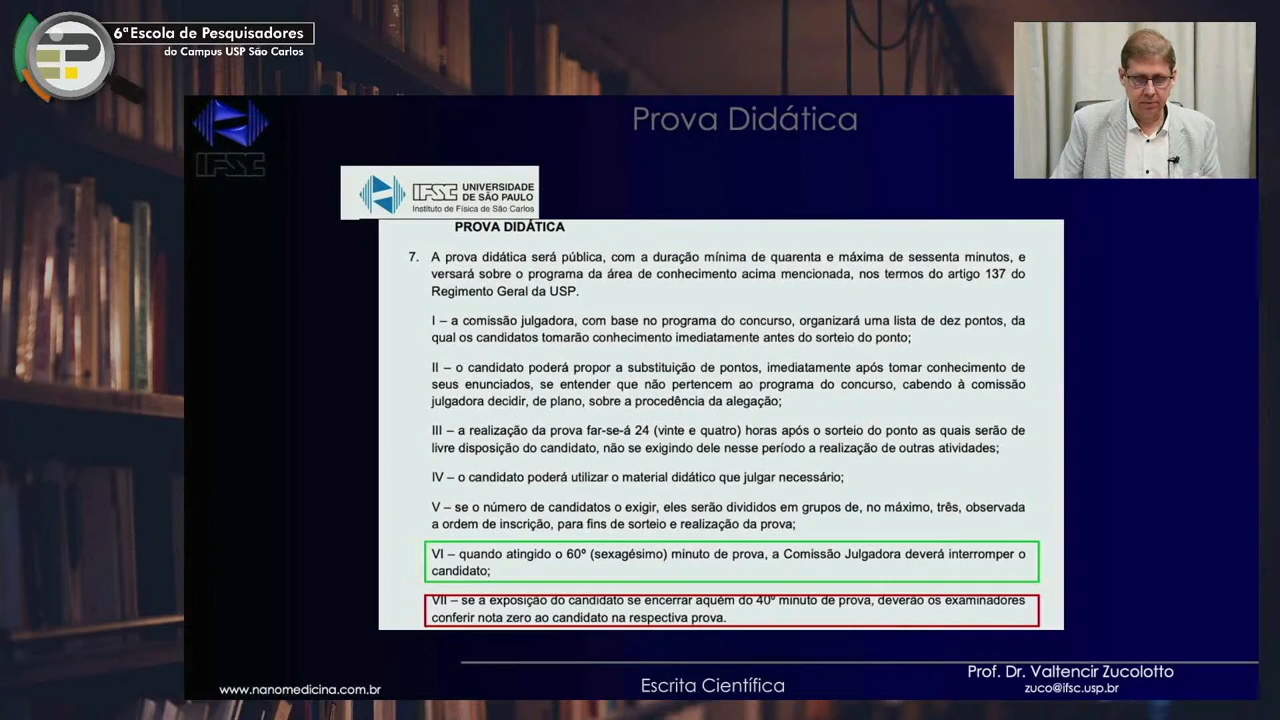 6ª Escola de Pesquisadores
do Campus USP São Carlos
Prova Didática
IFSC
IFSC UNIVERSIDADE
DE SÃO PAULO
Instituto de Física de São Carlos
PROVA DIDÁTICA
7. A prova didática será pública, com a duração mínima de quarenta e máxima de sessenta minutos, e
versará sobre o programa da área de conhecimento acima mencionada, nos termos do artigo 137 do
Regimento Geral da USP.
I – a comissão julgadora, com base no programa do concurso, organizará uma lista de dez pontos, da
qual os candidatos tomarão conhecimento imediatamente antes do sorteio do ponto;
II – o candidato poderá propor a substituição de pontos, imediatamente após tomar conhecimento de
seus enunciados, se entender que não pertencem ao programa do concurso, cabendo à comissão
julgadora decidir, de plano, sobre a procedência da alegação;
III – a realização da prova far-se-á 24 (vinte e quatro) horas após o sorteio do ponto as quais serão de
livre disposição do candidato, não se exigindo dele nesse período a realização de outras atividades;
IV – o candidato poderá utilizar o material didático que julgar necessário;
V – se o número de candidatos o exigir, eles serão divididos em grupos de, no máximo, três, observada
a ordem de inscrição, para fins de sorteio e realização da prova;
VI – quando atingido o 60º (sexagésimo) minuto de prova, a Comissão Julgadora deverá interromper o
candidato;
VII – se a exposição do candidato se encerrar aquém do 40º minuto de prova, deverão os examinadores
conferir nota zero ao candidato na respectiva prova.
www.nanomedicina.com.br
Escrita Científica
Prof. Dr. Valtencir Zucolotto
zuco@ifsc.usp.br